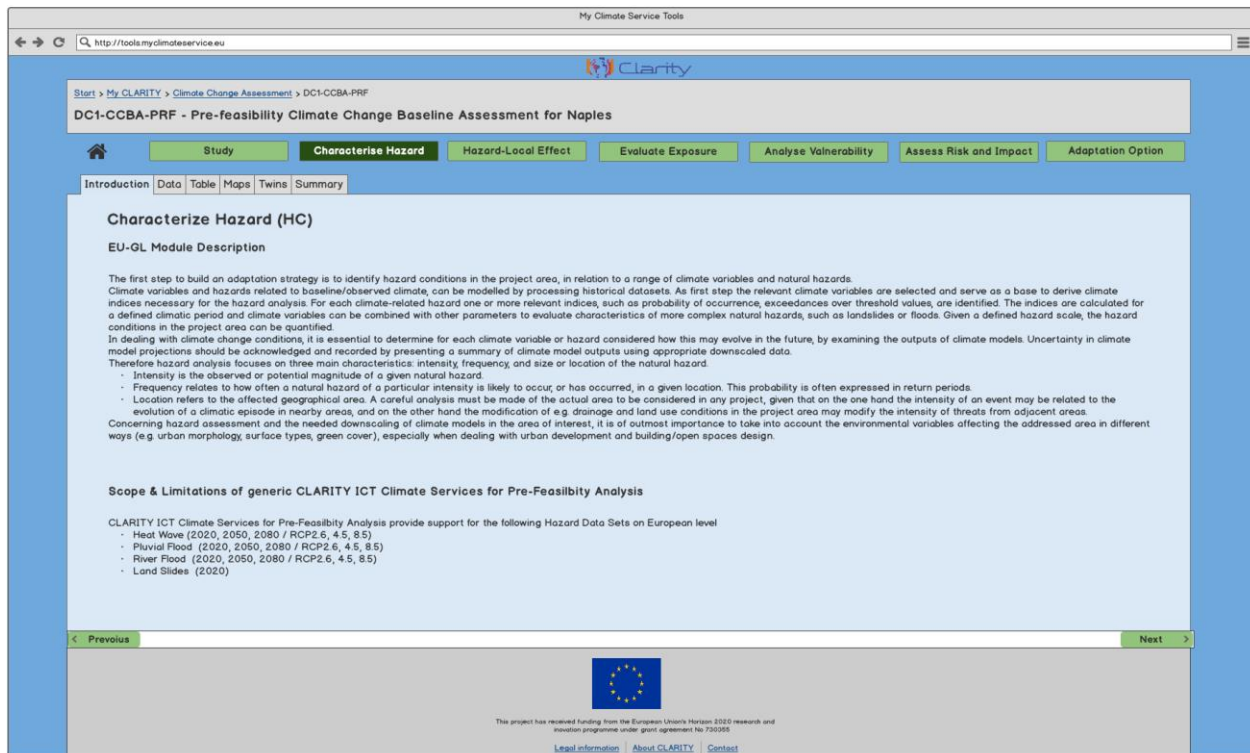 My Climate Service Tools
http://tools.myclimateservice.eu
Clarity
Start > My CLARITY > Climate Change Assessment > DC1-CCBA-PRF
DC1-CCBA-PRF - Pre-feasibility Climate Change Baseline Assessment for Naples
Study
Characterise Hazard
Hazard-Local Effect
Evaluate Exposure
Analyse Valnerability
Assess Risk and Impact
Adaptation Option
Introduction Data Table Maps Twins Summary
Characterize Hazard (HC)
EU-GL Module Description
The first step to build an adaptation strategy is to identify hazard conditions in the project area, in relation to a range of climate variables and natural hazards.
Climate variables and hazards related to baseline/observed climate, can be modelled by processing historical datasets. As first step the relevant climate variables are selected and serve as a base to derive climate
indices necessary for the hazard analysis. For each climate-related hazard one or more relevant indices, such as probability of occurrence, exceedances over threshold values, are identified. The indices are calculated for
a defined climatic period and climate variables can be combined with other parameters to evaluate characteristics of more complex natural hazards, such as landslides or floods. Given a defined hazard scale, the hazard
conditions in the project area can be quantified.
In dealing with climate change conditions, it is essential to determine for each climate variable or hazard considered how this may evolve in the future, by examining the outputs of climate models. Uncertainty in climate
model projections should be acknowledged and recorded by presenting a summary of climate model outputs using appropriate downscaled data.
Therefore hazard analysis focuses on three main characteristics: intensity, frequency, and size or location of the natural hazard.
· Intensity is the observed or potential magnitude of a given natural hazard.
· Frequency relates to how often a natural hazard of a particular intensity is likely to occur, or has occurred, in a given location. This probability is often expressed in return periods.
· Location refers to the affected geographical area. A careful analysis must be made of the actual area to be considered in any project, given that on the one hand the intensity of an event may be related to the
evolution of a climatic episode in nearby areas, and on the other hand the modification of e.g. drainage and land use conditions in the project area may modify the intensity of threats from adjacent areas.
Concerning hazard assessment and the needed downscaling of climate models in the area of interest, it is of outmost importance to take into account the environmental variables affecting the addressed area in different
ways (e.g. urban morphology, surface types, green cover), especially when dealing with urban development and building/open spaces design.
Scope & Limitations of generic CLARITY ICT Climate Services for Pre-Feasilbity Analysis
CLARITY ICT Climate Services for Pre-Feasilbity Analysis provide support for the following Hazard Data Sets on European level
· Heat Wave (2020, 2050, 2080 / RCP2.6, 4.5, 8.5)
· Pluvial Flood (2020, 2050, 2080 / RCP2.6, 4.5, 8.5)
· River Flood (2020, 2050, 2080 / RCP2.6, 4.5, 8.5)
· Land Slides (2020)
< Prevoius
Next >
This project has received funding from the European Union's Horizon 2020 research and
inovation programme under grant agreement No 730355
Legal information | About CLARITY | Contact